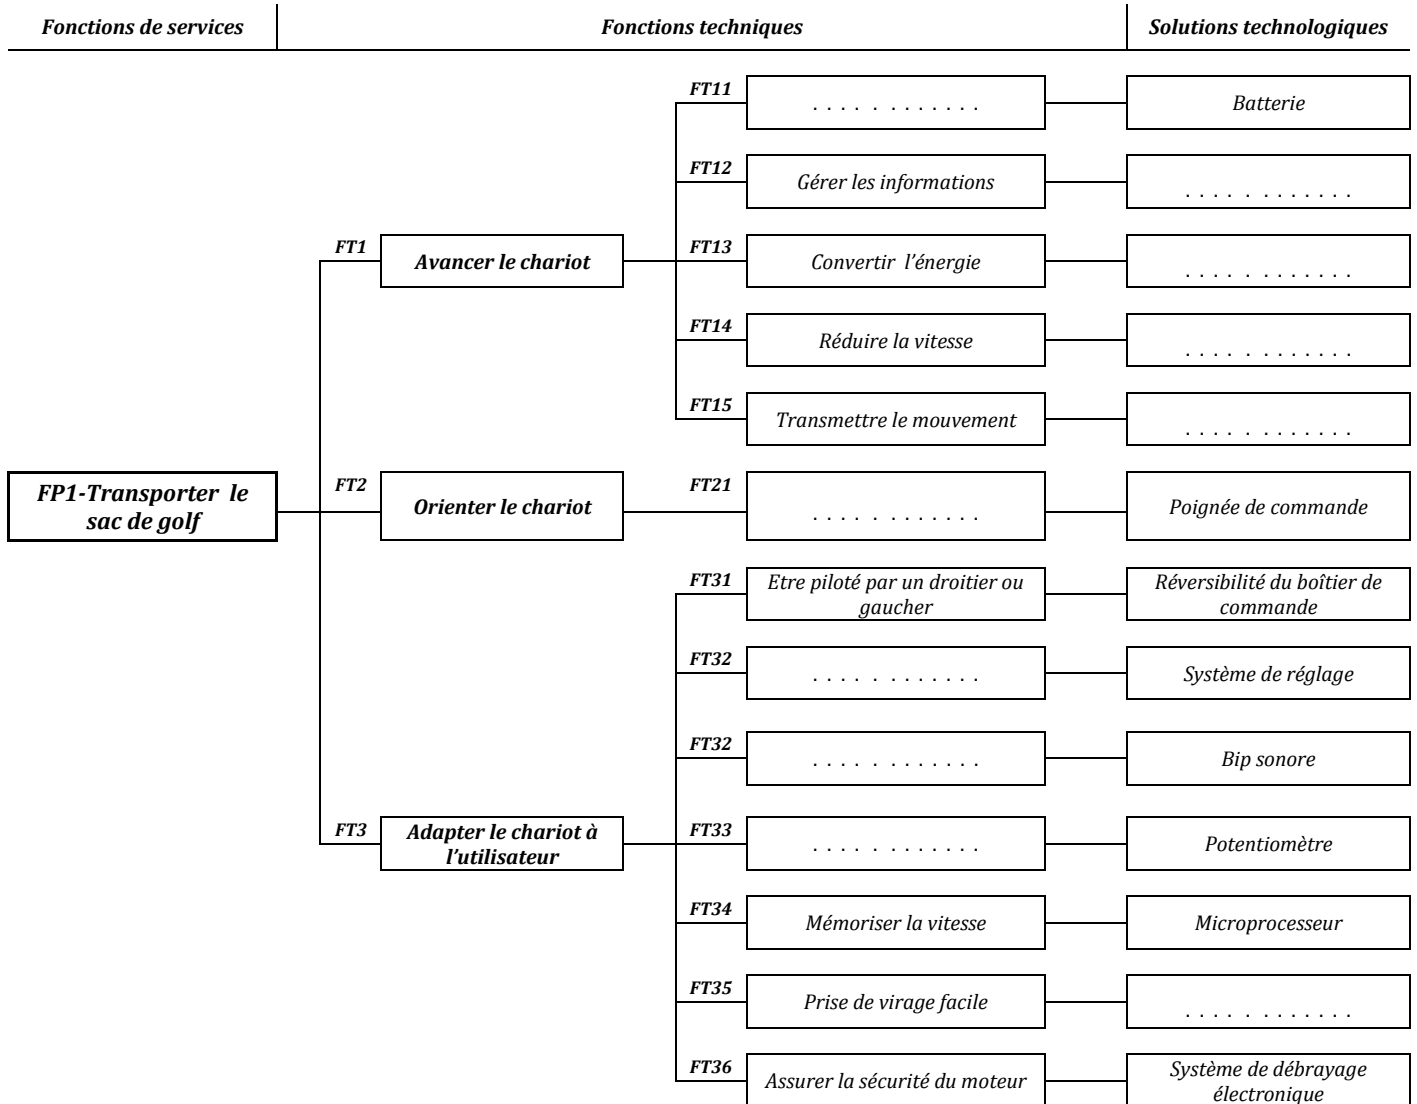 Fonctions de services
Fonctions techniques
Solutions technologiques
FT11
. . . . . . . . . . . .
Batterie
FT12
Gérer les informations
. . . . . . . . . . . .
FT1
Avancer le chariot
FT13
Convertir l'énergie
. . . . . . . . . . . .
FT14
Réduire la vitesse
. . . . . . . . . . . .
FT15
Transmettre le mouvement
. . . . . . . . . . . .
FP1-Transporter le
sac de golf
FT2
Orienter le chariot
FT21
. . . . . . . . . . . .
Poignée de commande
FT31
Etre piloté par un droitier ou
gaucher
Réversibilité du boîtier de
commande
FT32
. . . . . . . . . . . .
Système de réglage
FT32
. . . . . . . . . . . .
Bip sonore
FT3
Adapter le chariot à
l'utilisateur
FT33
. . . . . . . . . . . .
Potentiomètre
FT34
Mémoriser la vitesse
Microprocesseur
FT35
Prise de virage facile
. . . . . . . . . . . .
FT36
Assurer la sécurité du moteur
Système de débrayage
électronique